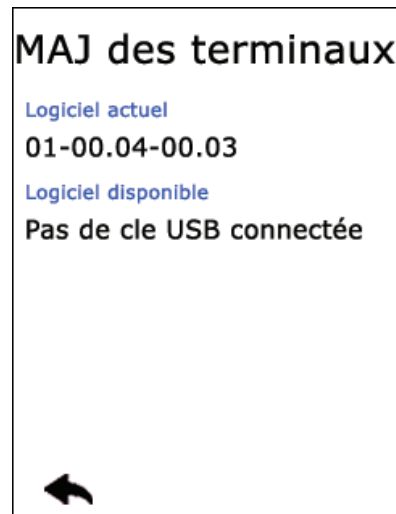 MAJ des terminaux
Logiciel actuel
01-00.04-00.03
Logiciel disponible
Pas de cle USB connectée